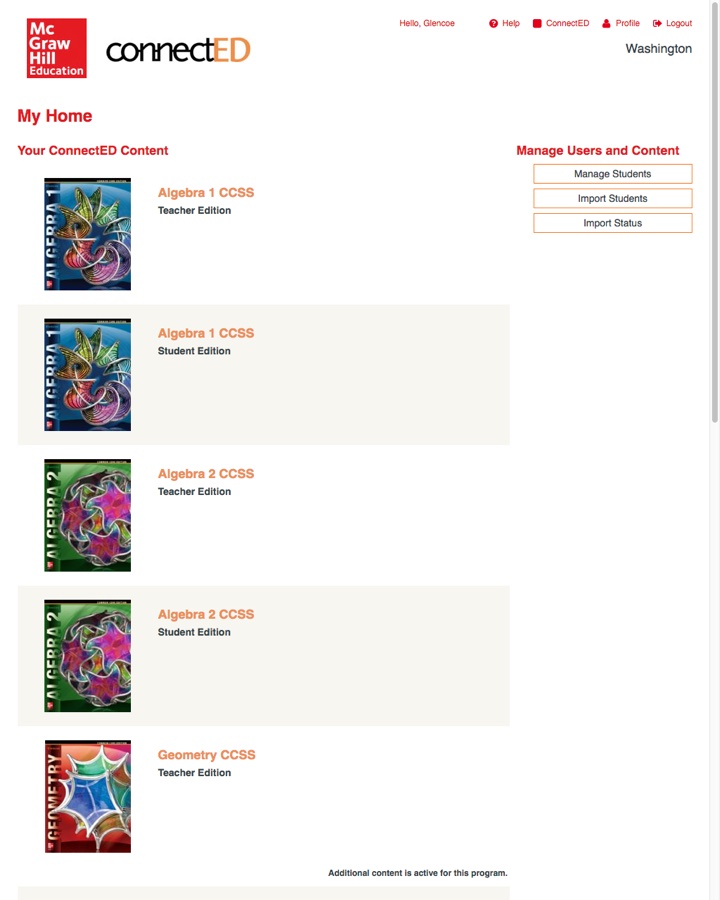 Mc
Graw
Hill
Education
connectED
Hello, Glencoe
Help
ConnectED
Profile
Logout
Washington
My Home
Your ConnectED Content
Manage Users and Content
Manage Students
Import Students
Import Status
ALGEBRA 1
Algebra 1 CCSS
Teacher Edition
ALGEBRA 1
Algebra 1 CCSS
Student Edition
ALGEBRA 2
Algebra 2 CCSS
Teacher Edition
ALGEBRA 2
Algebra 2 CCSS
Student Edition
GEOMETRY
Geometry CCSS
Teacher Edition
Additional content is active for this program.